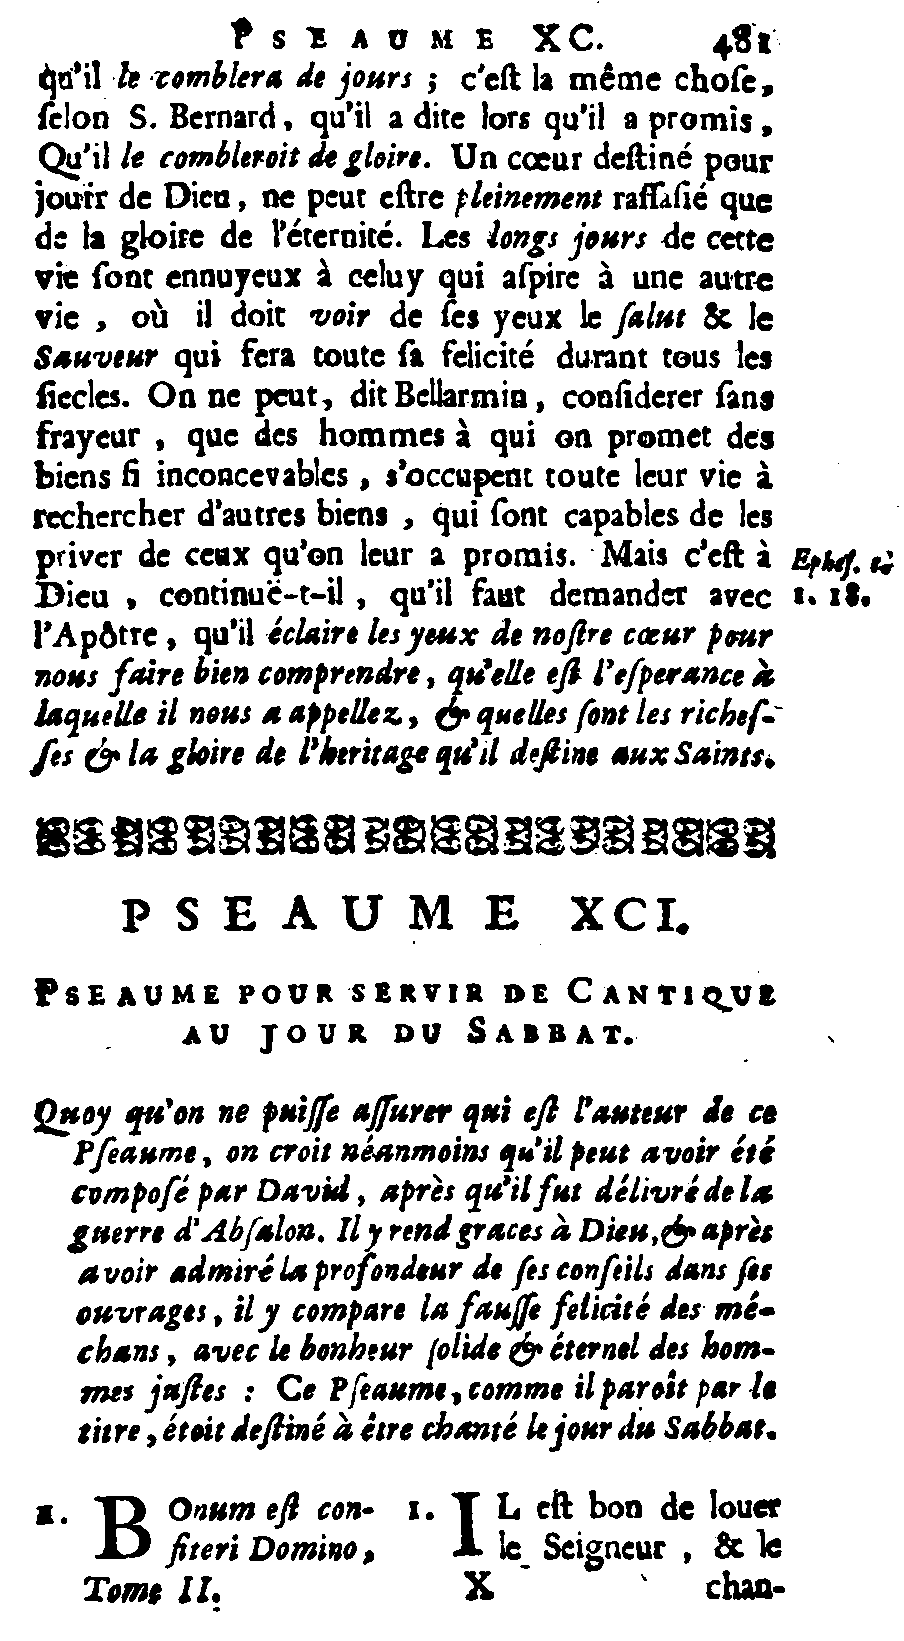 PSEAUME XC. 481
qu'il le comblera de jours ; c'eſt la même choſe,
ſelon S. Bernard, qu'il a dite lors qu'il a promis,
Qu'il le combleroit de gloire. Un cœur deſtiné pour
jouïr de Dieu, ne peut eſtre pleinement raſſaſié que
de la gloire de l'éternité. Les longs jours de cette
vie ſont ennuyeux à celuy qui aſpire à une autre
vie, où il doit voir de ſes yeux le ſalut & le
Sauveur qui fera toute ſa felicité durant tous les
ſiecles. On ne peut, dit Bellarmin, conſiderer ſans
frayeur, que des hommes à qui on promet des
biens ſi inconcevables, s'occupent toute leur vie à
rechercher d'autres biens, qui ſont capables de les
priver de ceux qu'on leur a promis. Mais c'eſt à
Epheſ. c.
Dieu, continuë-t-il, qu'il faut demander avec
1. 18.
l'Apôtre, qu'il éclaire les yeux de noſtre cœur pour
nous faire bien comprendre, qu'elle eſt l'eſperance à
laquelle il nous a appellez, & quelles ſont les richeſ-
ſes & la gloire de l'heritage qu'il deſtine aux Saints.
PSEAUME XCI.
PSEAUME POUR SERVIR DE CANTIQUE
AU JOUR DU SABBAT.
Quoy qu'on ne puiſſe aſſurer qui eſt l'auteur de ce
Pſeaume, on croit néanmoins qu'il peut avoir été
compoſé par David, après qu'il fut délivré de la
guerre d'Abſalon. Il y rend graces à Dieu, & après
avoir admiré la profondeur de ſes conſeils dans ſes
ouvrages, il y compare la fauſſe felicité des mé-
chans, avec le bonheur ſolide & éternel des hom-
mes juſtes : Ce Pſeaume, comme il paroît par le
titre, étoit deſtiné à être chanté le jour du Sabbat.
1. BOnum eſt con-
fiteri Domino,
1. IL eſt bon de louer
le Seigneur, & le
Tome II. X chan-